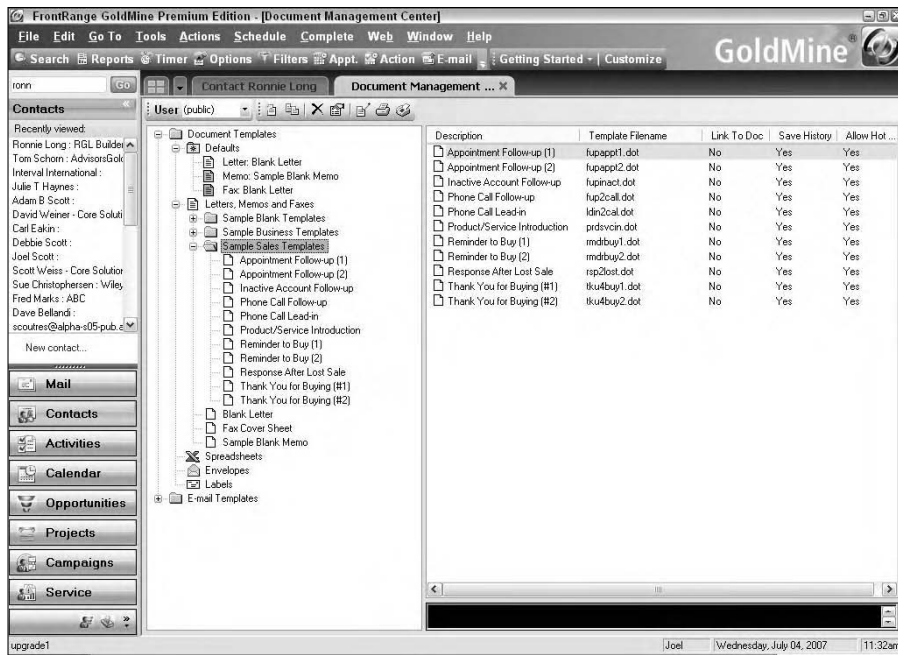 FrontRange GoldMine Premium Edition - [Document Management Center]
File Edit Go To Tools Actions Schedule Complete Web Window Help
Search Reports Timer Options Filters Appt. Action E-mail Getting Started - Customize
GoldMine®
ronn Go
Contact Ronnie Long
Document Management ... X
Contacts
User (public)
Recently viewed:
Ronnie Long : RGL Builder
Tom Schorn : AdvisorsGold
Interval International :
Julie T Haynes :
Adam B Scott :
David Weiner - Core Soluti
Carl Eakin :
Debbie Scott :
Joel Scott :
Scott Weiss - Core Solution
Sue Christophersen : Wiley
Fred Marks : ABC
Dave Bellandi :
scoutres@alpha-s05-pub.a
New contact...
Mail
Contacts
Activities
Calendar
Opportunities
Projects
Campaigns
Service
Document Templates
Defaults
Letter: Blank Letter
Memo: Sample Blank Memo
Fax: Blank Letter
Letters, Memos and Faxes
Sample Blank Templates
Sample Business Templates
Sample Sales Templates
Appointment Follow-up (1)
Appointment Follow-up (2)
Inactive Account Follow-up
Phone Call Follow-up
Phone Call Lead-in
Product/Service Introduction
Reminder to Buy (1)
Reminder to Buy (2)
Response After Lost Sale
Thank You for Buying (#1)
Thank You for Buying (#2)
Blank Letter
Fax Cover Sheet
Sample Blank Memo
Spreadsheets
Envelopes
Labels
E-mail Templates
Description Template Filename Link To Doc Save History Allow Hot ...
Appointment Follow-up (1) fupappt1.dot No Yes Yes
Appointment Follow-up (2) fupappt2.dot No Yes Yes
Inactive Account Follow-up fupinact.dot No Yes Yes
Phone Call Follow-up fup2call.dot No Yes Yes
Phone Call Lead-in ldin2cal.dot No Yes Yes
Product/Service Introduction prdsvcin.dot No Yes Yes
Reminder to Buy (1) rmdrbuy1.dot No Yes Yes
Reminder to Buy (2) rmdrbuy2.dot No Yes Yes
Response After Lost Sale rsp2lost.dot No Yes Yes
Thank You for Buying (#1) tku4buy1.dot No Yes Yes
Thank You for Buying (#2) tku4buy2.dot No Yes Yes
upgrade1
Joel Wednesday, July 04, 2007 11:32am